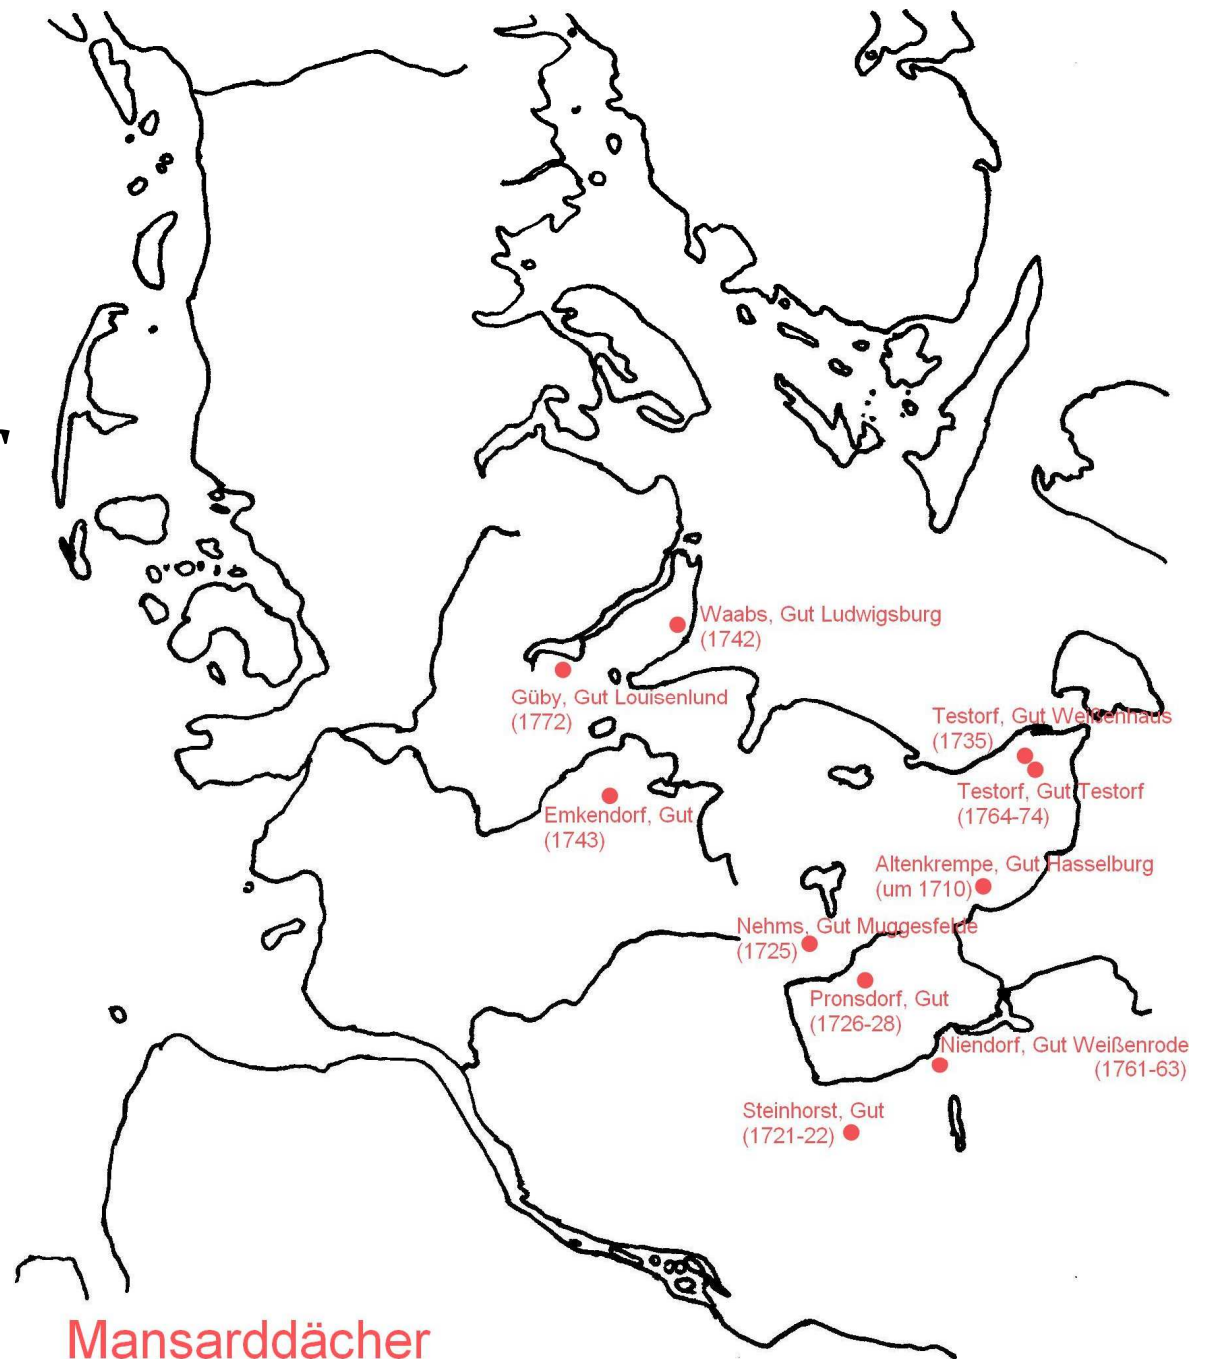 Waabs, Gut Ludwigsburg
(1742)
Güby, Gut Louisenlund
(1772)
Testorf, Gut Weißenhaus
(1735)
Testorf, Gut Testorf
(1764-74)
Emkendorf, Gut
(1743)
Altenkrempe, Gut Hasselburg
(um 1710)
Nehms, Gut Muggesfelde
(1725)
Pronsdorf, Gut
(1726-28)
Niendorf, Gut Weißenrode
(1761-63)
Steinhorst, Gut
(1721-22)
Mansarddächer